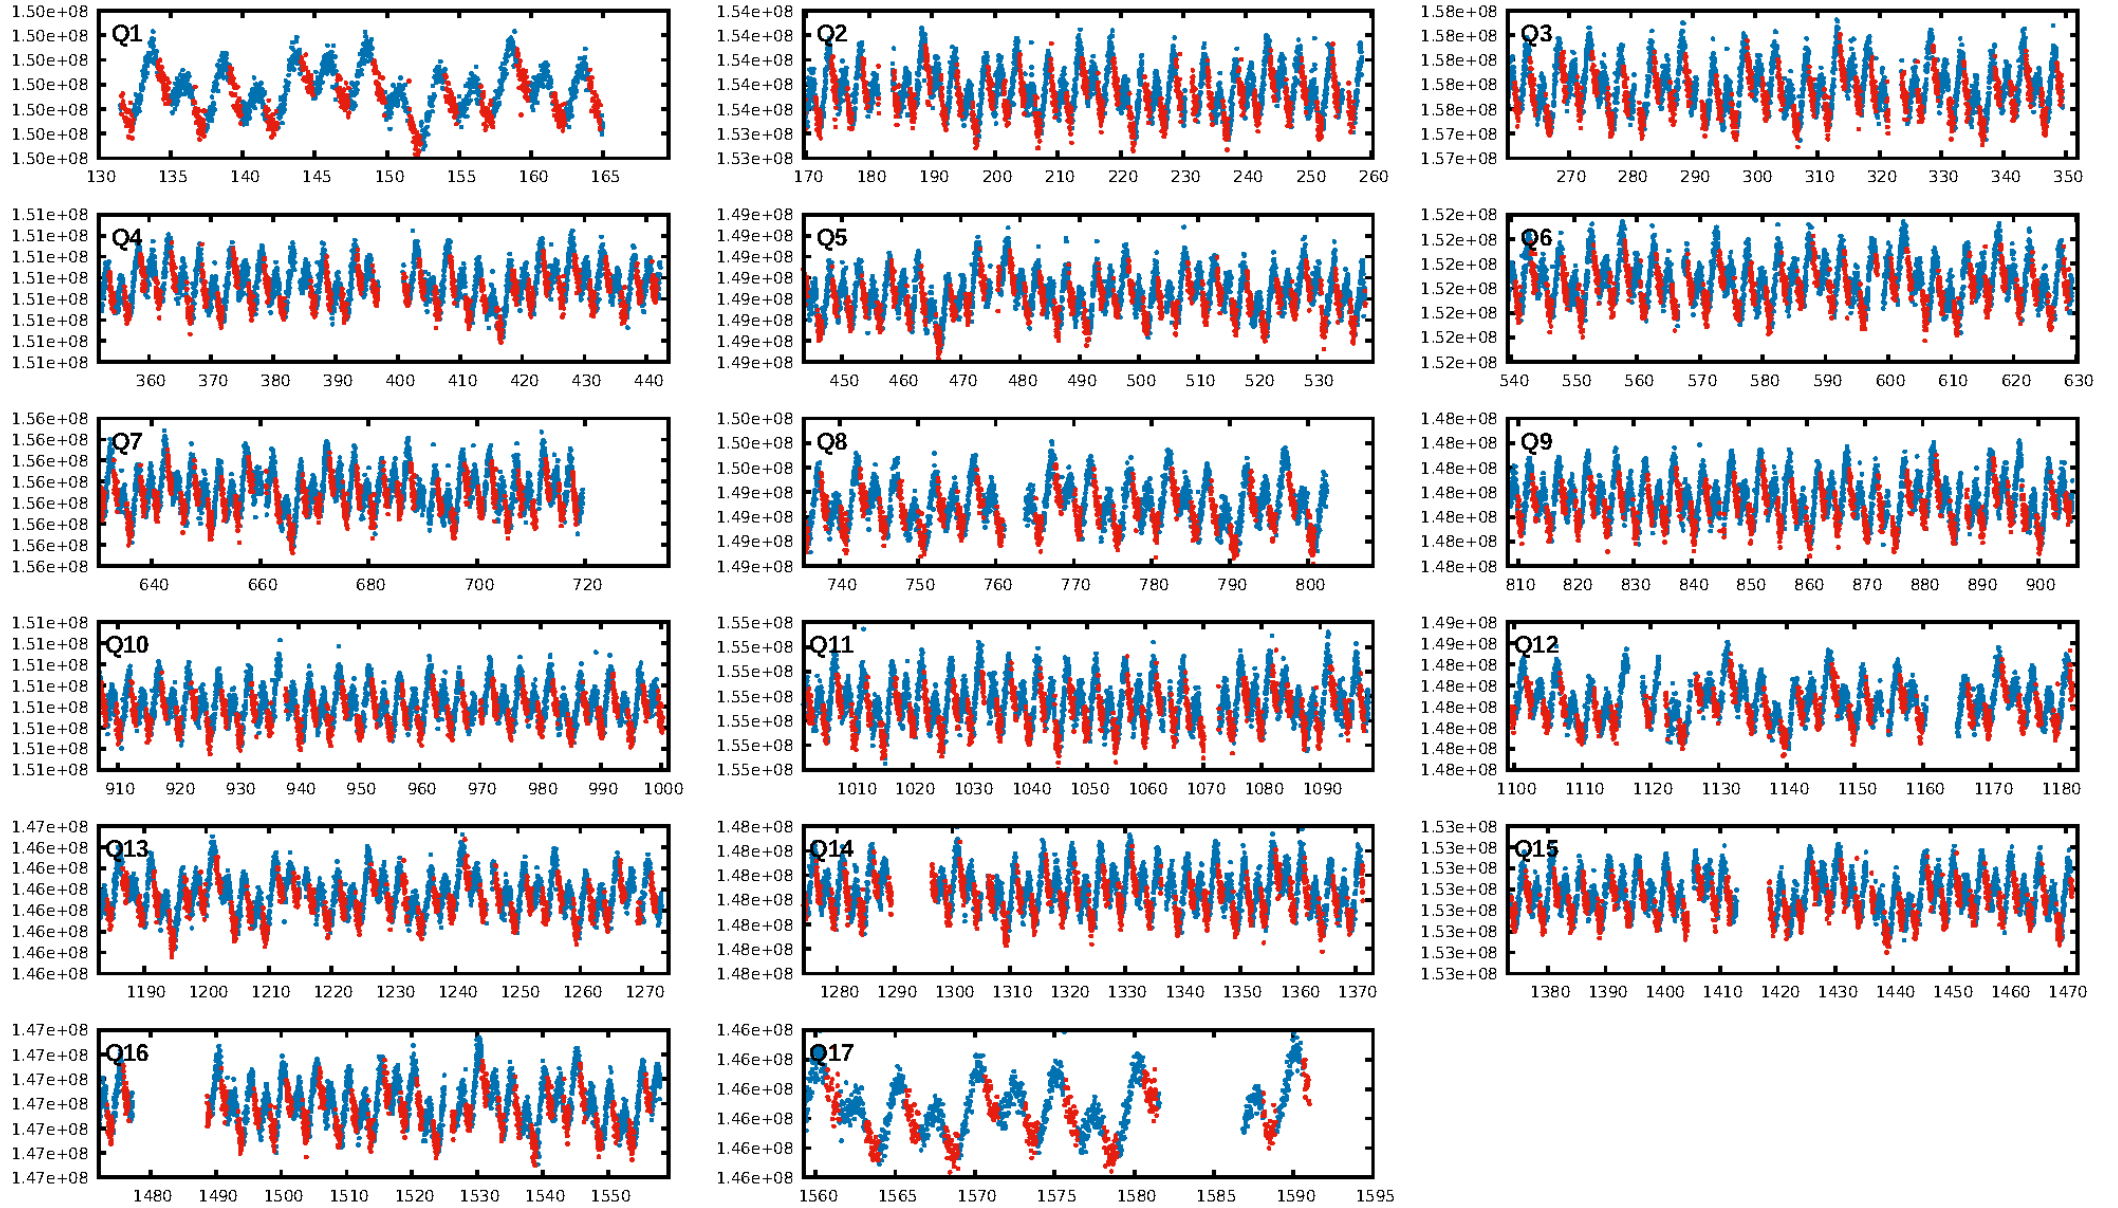 1.50e+08 1.50e+08 1.50e+08 1.50e+08 1.50e+08 1.50e+08 1.50e+08
Q1
130 135 140 145 150 155 160 165
1.54e+08 1.54e+08 1.54e+08 1.54e+08 1.54e+08 1.53e+08 1.53e+08
Q2
170 180 190 200 210 220 230 240 250 260
1.58e+08 1.58e+08 1.58e+08 1.58e+08 1.58e+08 1.57e+08 1.57e+08
Q3
270 280 290 300 310 320 330 340 350
1.51e+08 1.51e+08 1.51e+08 1.51e+08 1.51e+08 1.51e+08 1.51e+08 1.51e+08
Q4
360 370 380 390 400 410 420 430 440
1.49e+08 1.49e+08 1.49e+08 1.49e+08 1.49e+08 1.49e+08 1.49e+08 1.49e+08
Q5
450 460 470 480 490 500 510 520 530
1.52e+08 1.52e+08 1.52e+08 1.52e+08 1.52e+08 1.52e+08 1.52e+08
Q6
540 550 560 570 580 590 600 610 620 630
1.56e+08 1.56e+08 1.56e+08 1.56e+08 1.56e+08 1.56e+08 1.56e+08 1.56e+08
Q7
640 660 680 700 720
1.50e+08 1.50e+08 1.50e+08 1.49e+08 1.49e+08 1.49e+08 1.49e+08
Q8
740 750 760 770 780 790 800
1.48e+08 1.48e+08 1.48e+08 1.48e+08 1.48e+08 1.48e+08 1.48e+08
Q9
810 820 830 840 850 860 870 880 890 900
1.51e+08 1.51e+08 1.51e+08 1.51e+08 1.51e+08 1.51e+08 1.51e+08 1.51e+08
Q10
910 920 930 940 950 960 970 980 990 1000
1.55e+08 1.55e+08 1.55e+08 1.55e+08 1.55e+08 1.55e+08 1.55e+08
Q11
1010 1020 1030 1040 1050 1060 1070 1080 1090
1.49e+08 1.49e+08 1.48e+08 1.48e+08 1.48e+08 1.48e+08 1.48e+08 1.48e+08
Q12
1100 1110 1120 1130 1140 1150 1160 1170 1180
1.47e+08 1.46e+08 1.46e+08 1.46e+08 1.46e+08 1.46e+08 1.46e+08 1.46e+08
Q13
1190 1200 1210 1220 1230 1240 1250 1260 1270
1.48e+08 1.48e+08 1.48e+08 1.48e+08 1.48e+08 1.48e+08 1.48e+08
Q14
1280 1290 1300 1310 1320 1330 1340 1350 1360 1370
1.53e+08 1.53e+08 1.53e+08 1.53e+08 1.53e+08 1.53e+08 1.53e+08 1.53e+08
Q15
1380 1390 1400 1410 1420 1430 1440 1450 1460 1470
1.47e+08 1.47e+08 1.47e+08 1.47e+08 1.47e+08 1.47e+08 1.47e+08
Q16
1480 1490 1500 1510 1520 1530 1540 1550
1.46e+08 1.46e+08 1.46e+08 1.46e+08 1.46e+08 1.46e+08
Q17
1560 1565 1570 1575 1580 1585 1590 1595